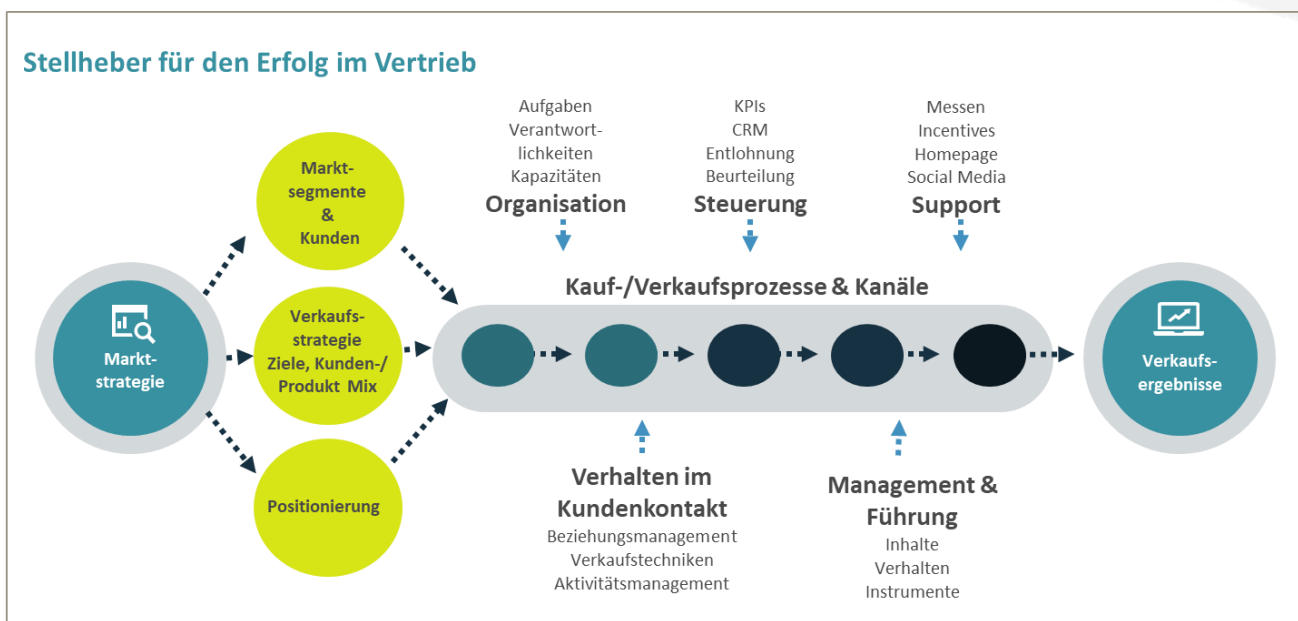 Stellheber für den Erfolg im Vertrieb
Aufgaben
Verantwort-
lichkeiten
Kapazitäten
Organisation
KPIs
CRM
Entlohnung
Beurteilung
Steuerung
Messen
Incentives
Homepage
Social Media
Support
Markt-
segmente
&
Kunden
Markt-
strategie
Verkaufs-
strategie
Ziele, Kunden-/
Produkt Mix
Positionierung
Kauf-/Verkaufsprozesse & Kanäle
Verkaufs-
ergebnisse
Verhalten im
Kundenkontakt
Beziehungsmanagement
Verkaufstechniken
Aktivitätsmanagement
Management &
Führung
Inhalte
Verhalten
Instrumente